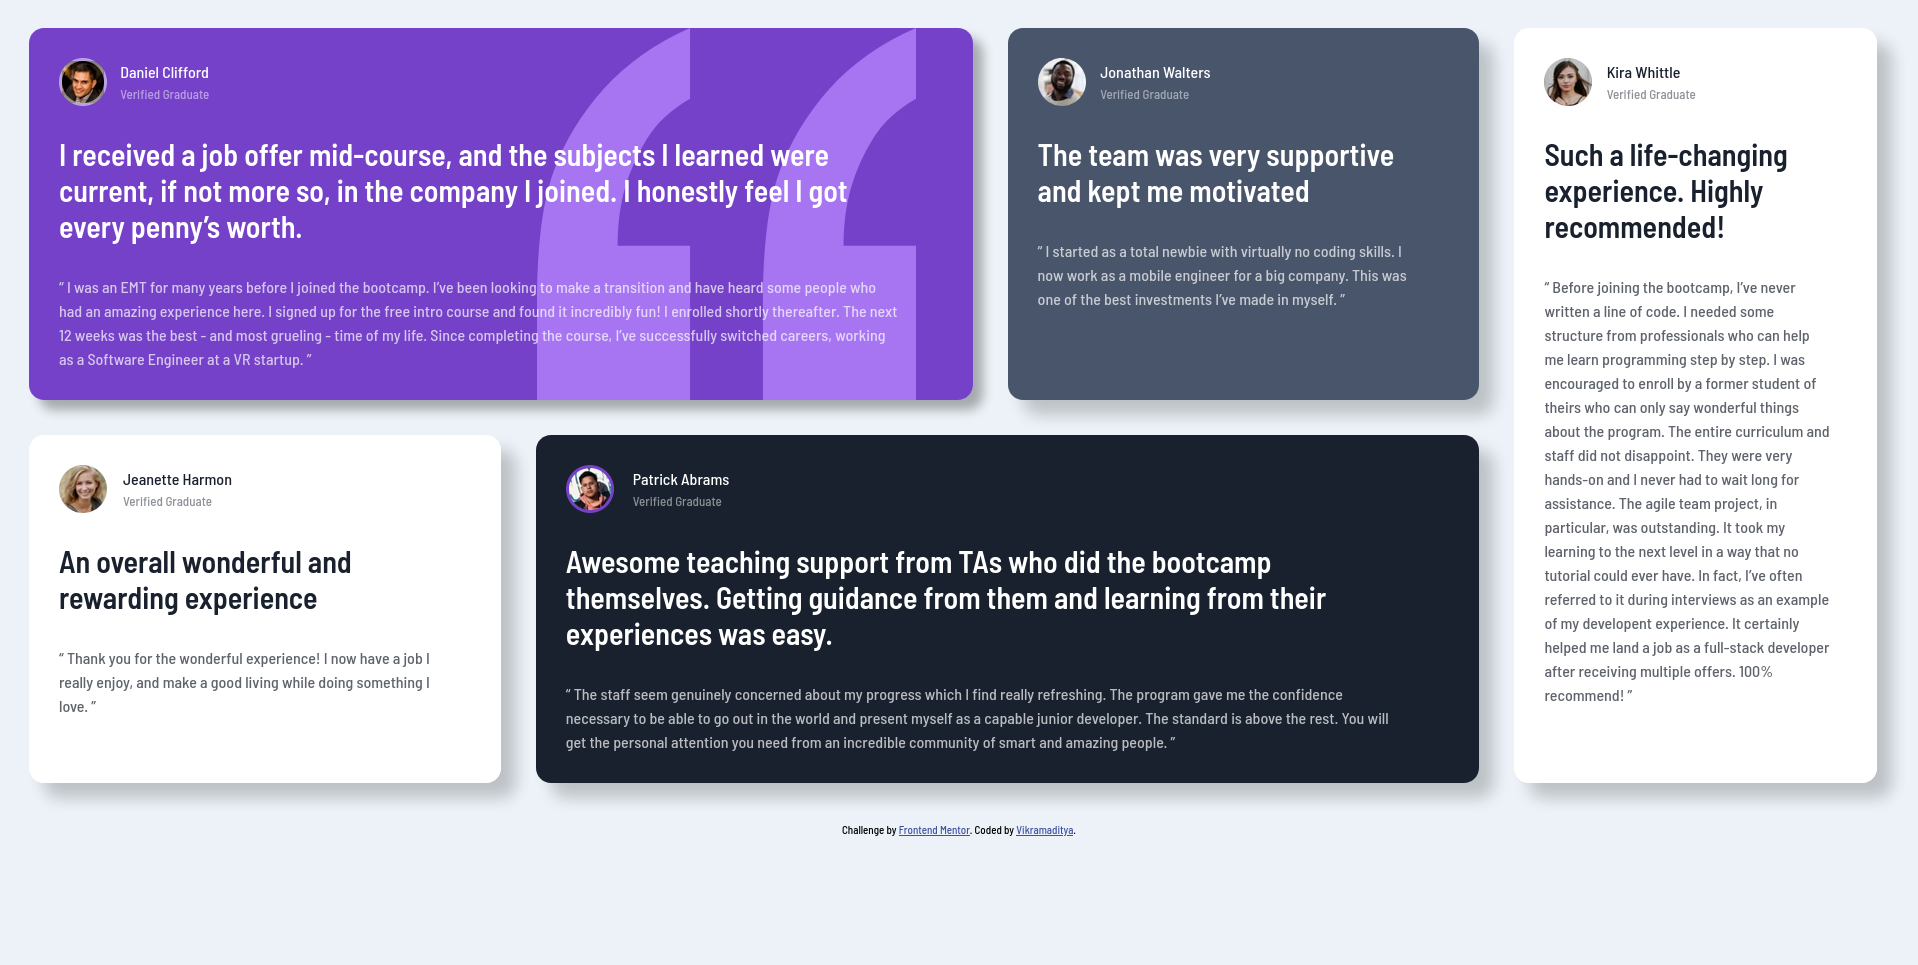 Daniel Clifford
Verified Graduate
I received a job offer mid-course, and the subjects I learned were
current, if not more so, in the company I joined. I honestly feel I got
every penny’s worth.
“ I was an EMT for many years before I joined the bootcamp. I’ve been looking to make a transition and have heard some people who
had an amazing experience here. I signed up for the free intro course and found it incredibly fun! I enrolled shortly thereafter. The next
12 weeks was the best - and most grueling - time of my life. Since completing the course, I’ve successfully switched careers, working
as a Software Engineer at a VR startup. ”
Jonathan Walters
Verified Graduate
The team was very supportive
and kept me motivated
“ I started as a total newbie with virtually no coding skills. I
now work as a mobile engineer for a big company. This was
one of the best investments I’ve made in myself. ”
Kira Whittle
Verified Graduate
Such a life-changing
experience. Highly
recommended!
“ Before joining the bootcamp, I’ve never
written a line of code. I needed some
structure from professionals who can help
me learn programming step by step. I was
encouraged to enroll by a former student of
theirs who can only say wonderful things
about the program. The entire curriculum and
staff did not disappoint. They were very
hands-on and I never had to wait long for
assistance. The agile team project, in
particular, was outstanding. It took my
learning to the next level in a way that no
tutorial could ever have. In fact, I’ve often
referred to it during interviews as an example
of my developent experience. It certainly
helped me land a job as a full-stack developer
after receiving multiple offers. 100%
recommend! ”
Jeanette Harmon
Verified Graduate
An overall wonderful and
rewarding experience
“ Thank you for the wonderful experience! I now have a job I
really enjoy, and make a good living while doing something I
love. ”
Patrick Abrams
Verified Graduate
Awesome teaching support from TAs who did the bootcamp
themselves. Getting guidance from them and learning from their
experiences was easy.
“ The staff seem genuinely concerned about my progress which I find really refreshing. The program gave me the confidence
necessary to be able to go out in the world and present myself as a capable junior developer. The standard is above the rest. You will
get the personal attention you need from an incredible community of smart and amazing people. ”
Challenge by Frontend Mentor. Coded by Vikramaditya.